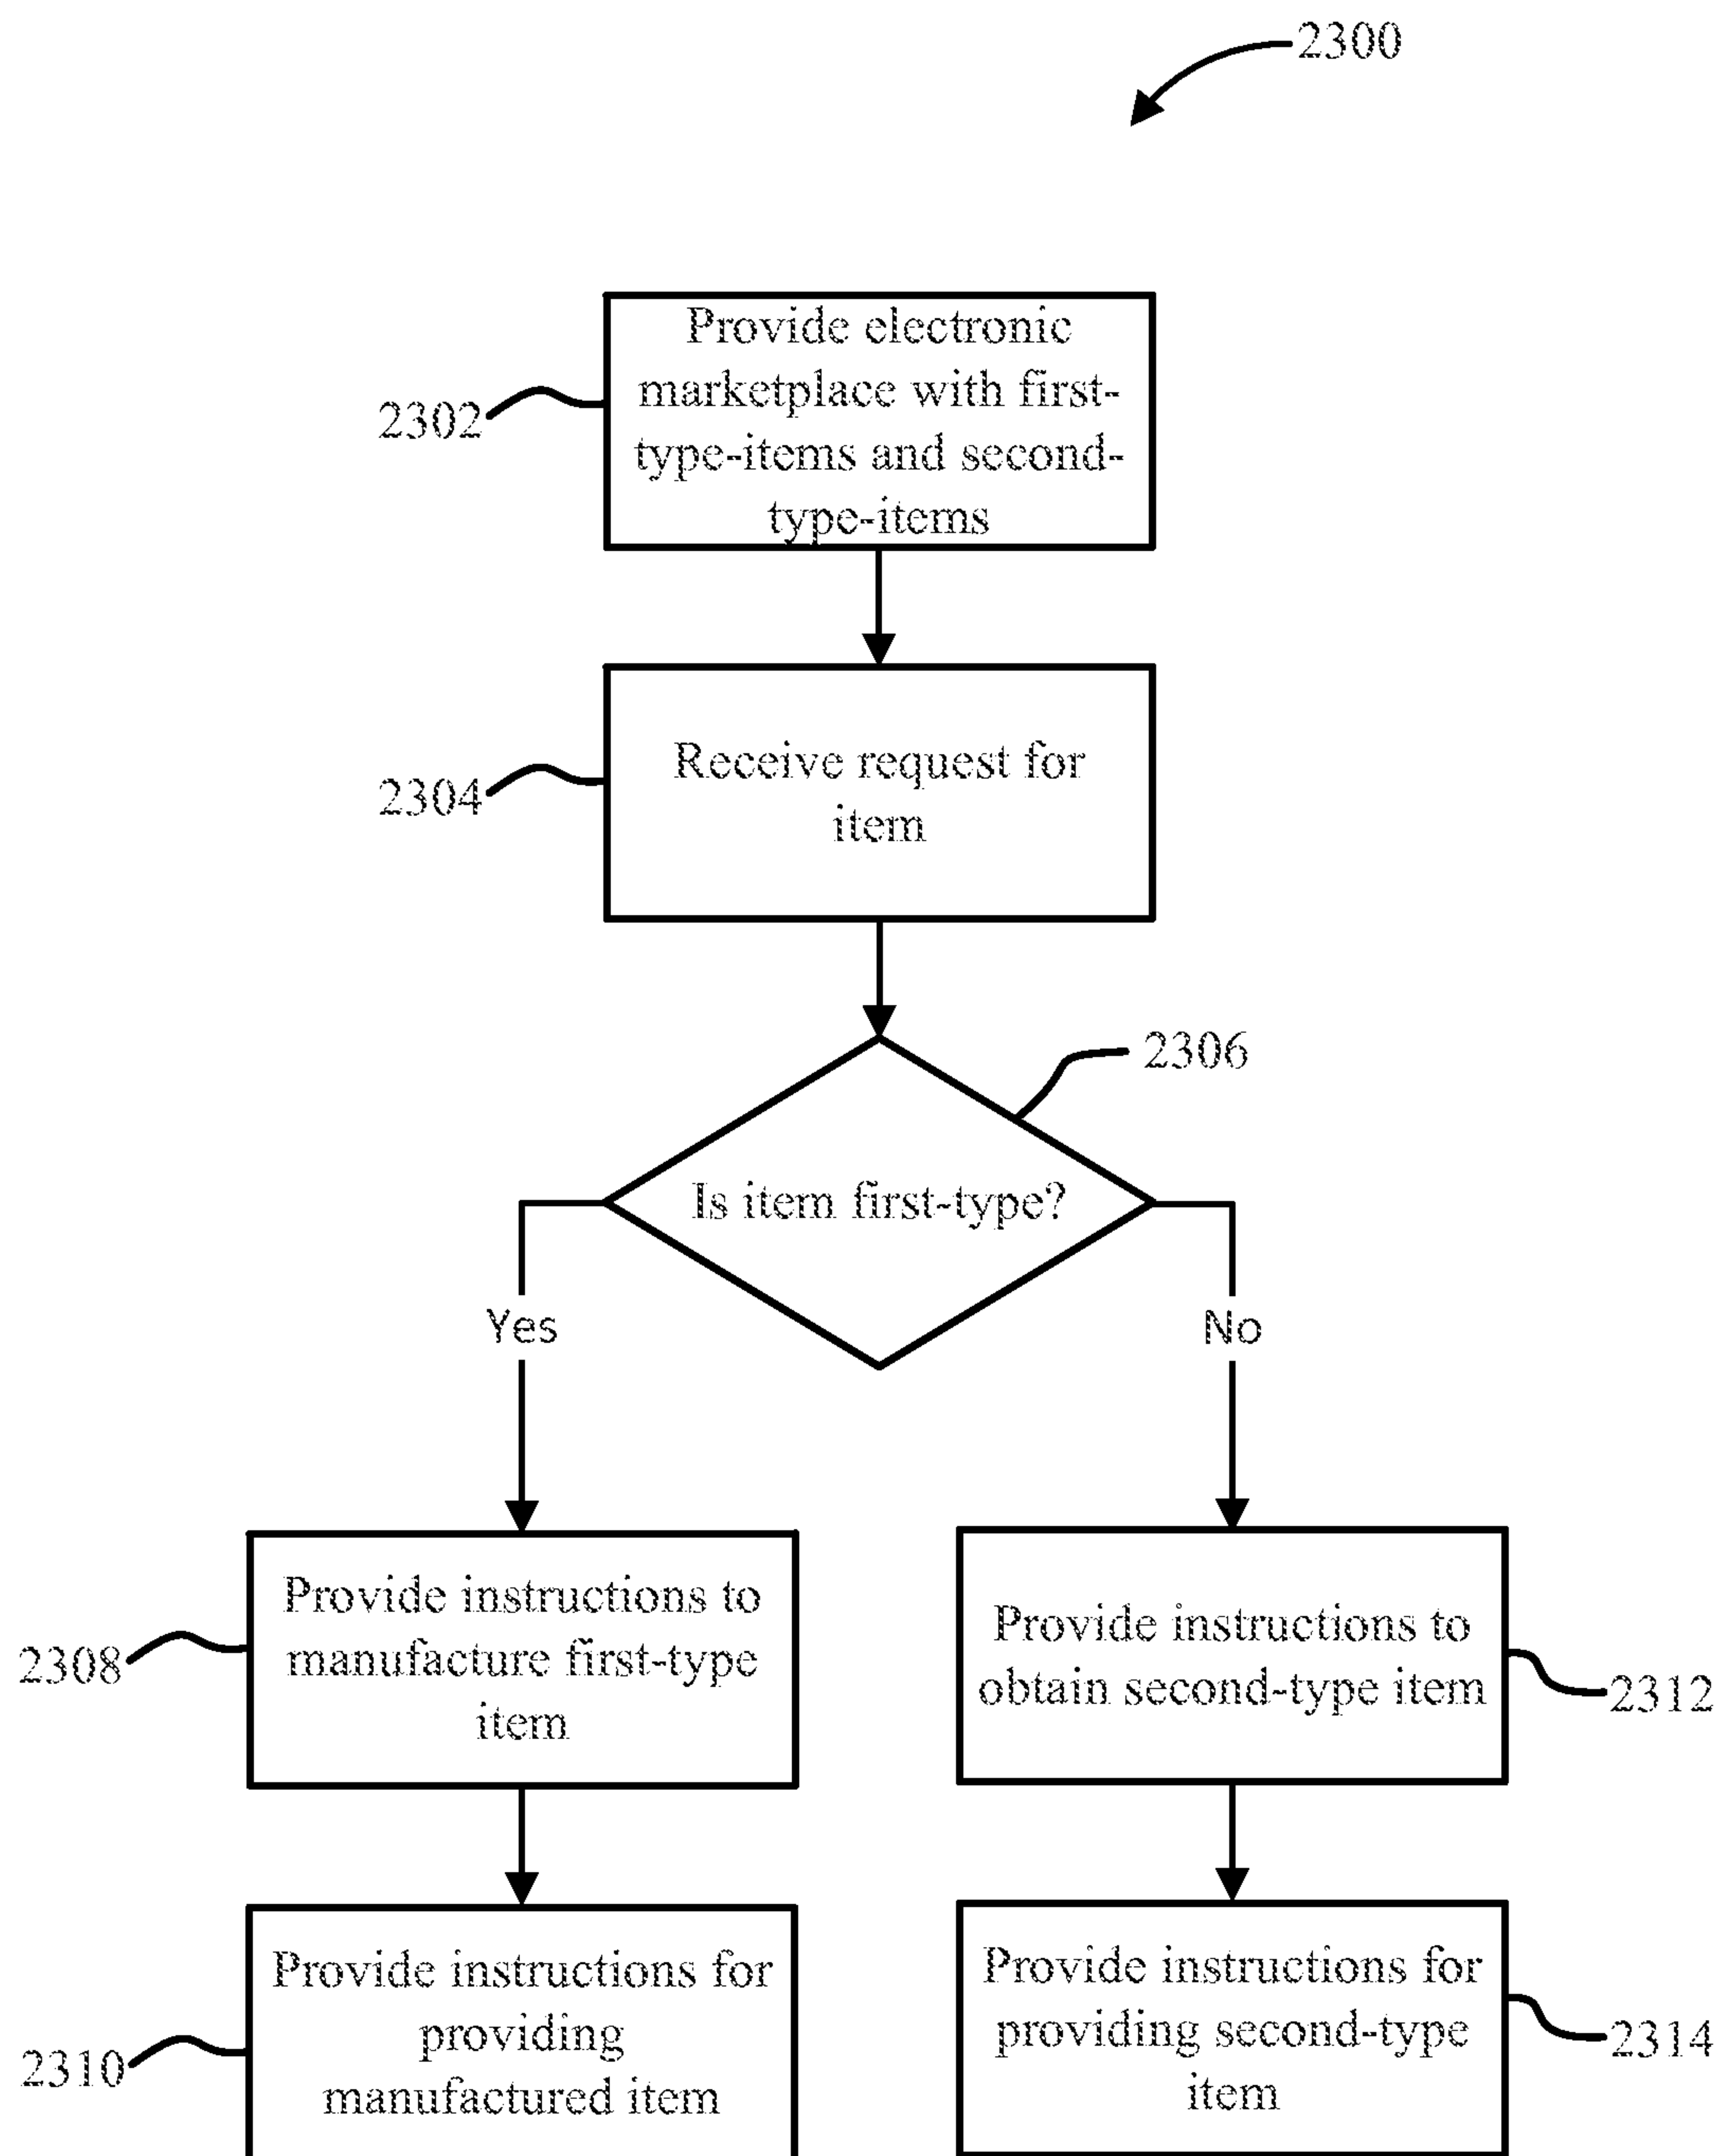 2300
Provide electronic
marketplace with first-
type-items and second-
type-items
2302
Receive request for
item
2304
2306
Is item first-type?
Yes
No
Provide instructions to
manufacture first-type
item
2308
Provide instructions to
obtain second-type item
2312
Provide instructions for
providing
manufactured item
2310
Provide instructions for
providing second-type
item
2314